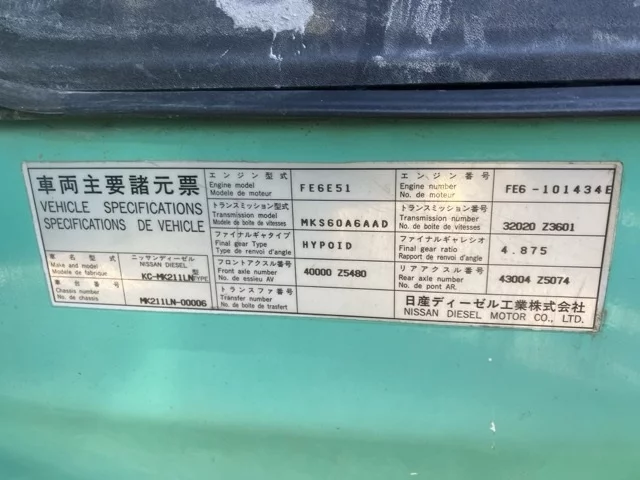 車両主要諸元票
VEHICLE SPECIFICATIONS
SPECIFICATIONS DE VEHICLE
車名型式
Make and model
Modèle de fabrique
ニッサンディーゼル
NISSAN DIESEL
KC-MK211LN 型 TYPE
車台番号
Chassis number
No. de chassis
MK211LN-00006
エンジン型式
Engine model
Modele de moteur
FE6E51
トランスミッション型式
Transmission model
Modele de boîte de vitesses
MKS60A6AAD
ファイナルギヤタイプ
Final gear Type
Type de renvoi d'angle
HYPOID
フロントアクスル番号
Front axle number
No. de essieu AV
40000 Z5480
トランスファ番号
Transfer number
No. de boîte de trasfert
エンジン番号
Engine number
No. de moteur
FE6 -101434E
トランスミッション番号
Transmission number
No. de boîte de vitesses
32020 Z3601
ファイナルギャレシオ
Final gear ratio
Rapport de renvoi d'angle
4.875
リアアクスル番号
Rear axle number
No. de pont AR.
43004 Z5074
日産ディーゼル工業株式会社
NISSAN DIESEL MOTOR CO., LTD.